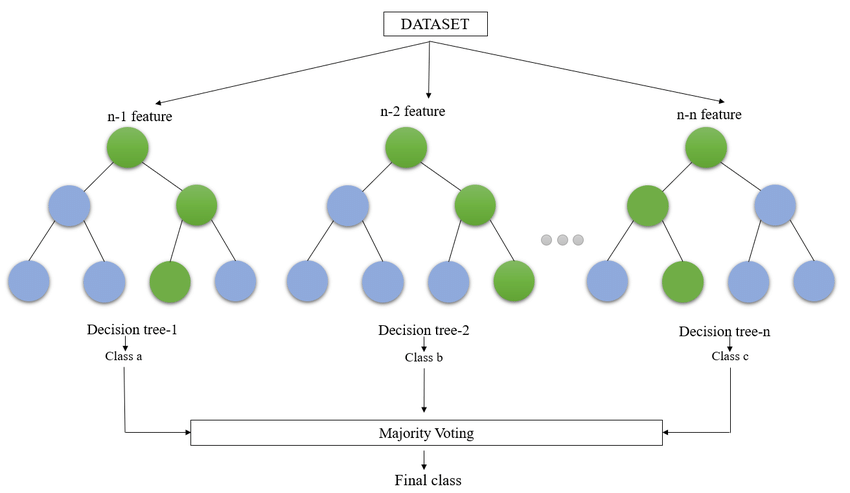 DATASET
n-1 feature
n-2 feature
n-n feature
Decision tree-1
Decision tree-2
Decision tree-n
Class a
Class b
Class c
Majority Voting
Final class